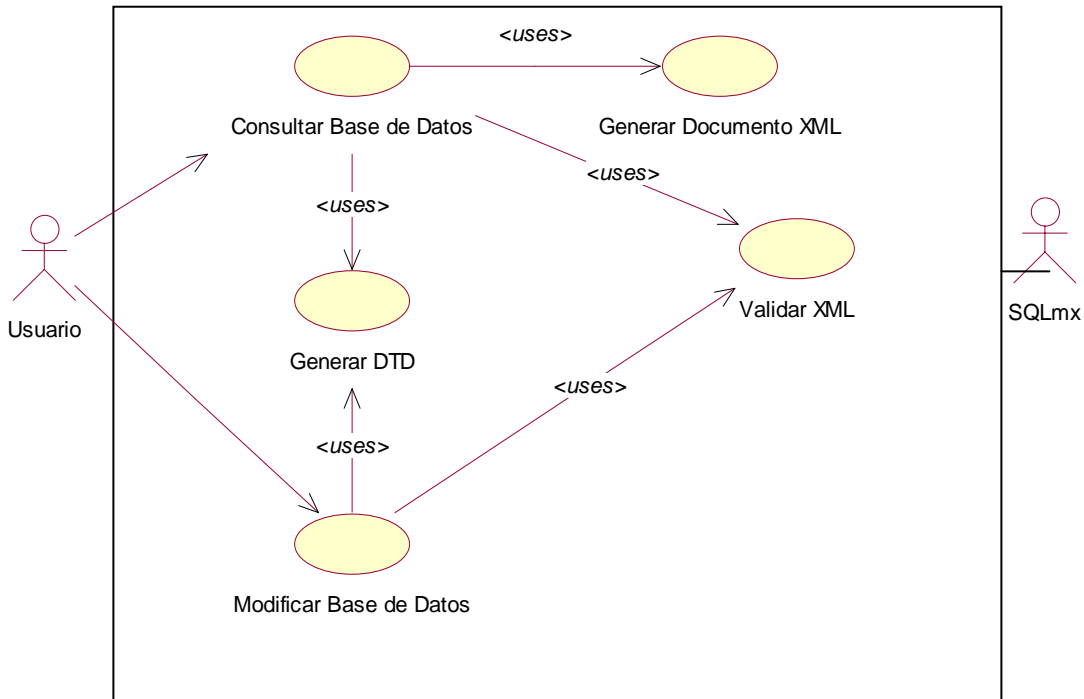 <uses>
Consultar Base de Datos
Generar Documento XML
<uses>
<uses>
Usuario
Validar XML
SQLmx
Generar DTD
<uses>
<uses>
Modificar Base de Datos